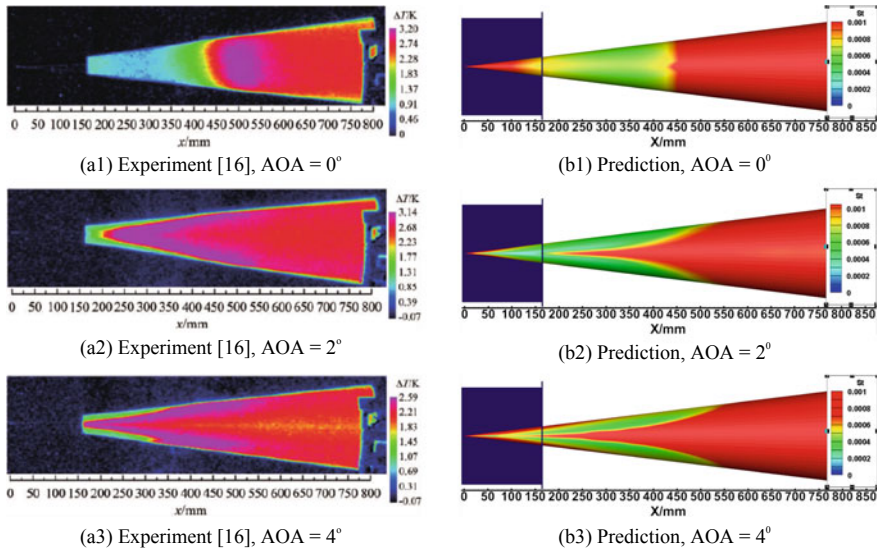 ΔT/K
3.20
2.74
2.28
1.83
1.37
0.91
0.46
0
0 50 100 150 200 250 300 350 400 450 500 550 600 650 700 750 800
x/mm
(a1) Experiment [16], AOA = 0°
St
0.001
0.0008
0.0006
0.0004
0.0002
0
0 50 100 150 200 250 300 350 400 450 500 550 600 650 700 750 800 850
X/mm
(b1) Prediction, AOA = 0⁰
ΔT/K
3.14
2.68
2.23
1.77
1.31
0.85
0.39
-0.07
0 50 100 150 200 250 300 350 400 450 500 550 600 650 700 750 800
x/mm
(a2) Experiment [16], AOA = 2°
St
0.001
0.0008
0.0006
0.0004
0.0002
0
0 50 100 150 200 250 300 350 400 450 500 550 600 650 700 750 800 850
X/mm
(b2) Prediction, AOA = 2⁰
ΔT/K
2.59
2.21
1.83
1.45
1.07
0.69
0.31
-0.07
0 50 100 150 200 250 300 350 400 450 500 550 600 650 700 750 800
x/mm
(a3) Experiment [16], AOA = 4°
St
0.001
0.0008
0.0006
0.0004
0.0002
0
0 50 100 150 200 250 300 350 400 450 500 550 600 650 700 750 800 850
X/mm
(b3) Prediction, AOA = 4⁰